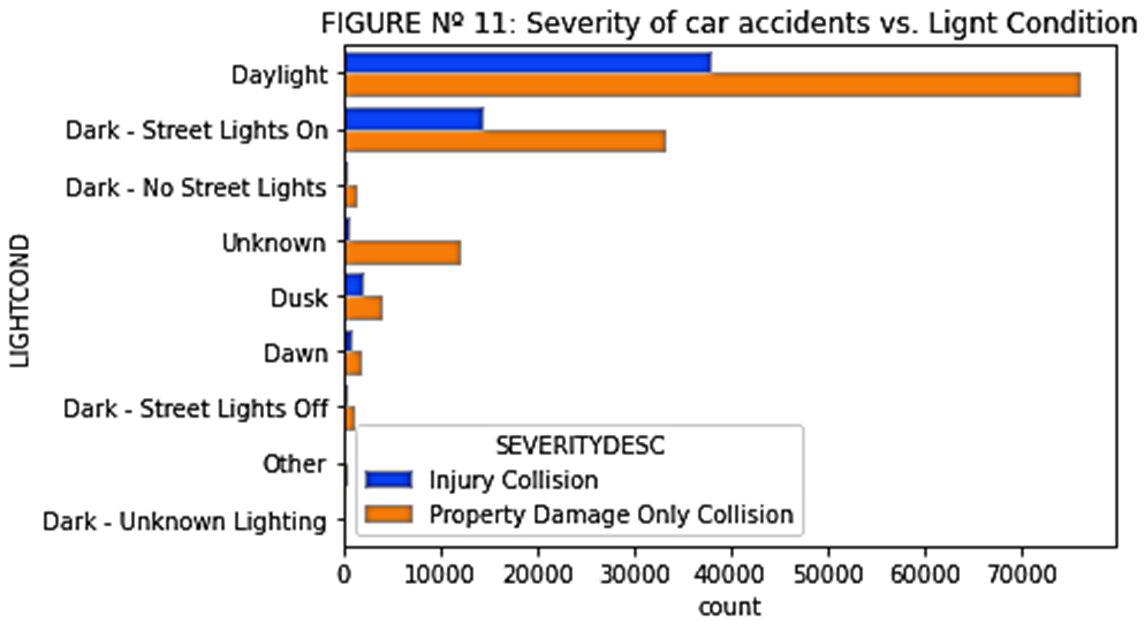 FIGURE Nº 11: Severity of car accidents vs. Lignt Condition
LIGHTCOND
Daylight
Dark - Street Lights On
Dark - No Street Lights
Unknown
Dusk
Dawn
Dark - Street Lights Off
Other
Dark - Unknown Lighting
SEVERITYDESC
Injury Collision
Property Damage Only Collision
0 10000 20000 30000 40000 50000 60000 70000
count